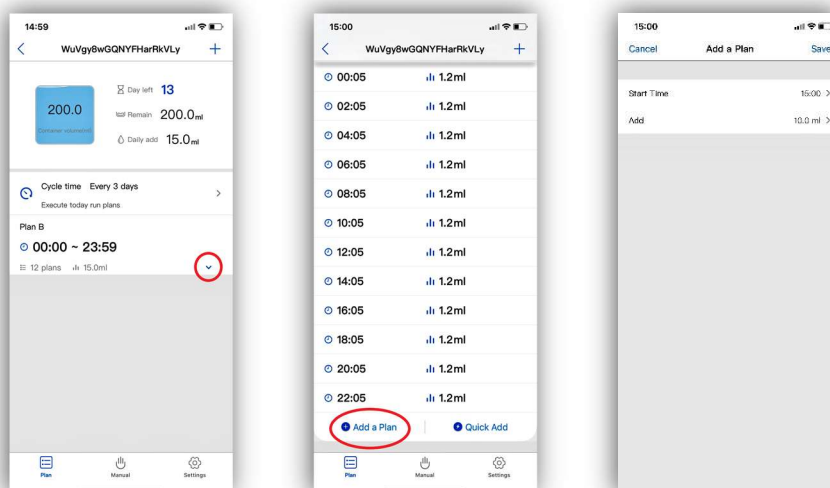 14:59
WuVgy8wGQNYFHarRkVLy
200.0
Day left 13
Remain 200.0ml
Daily add 15.0ml
Cycle time Every 3 days
Execute today run plans
Plan B
00:00 ~ 23:59
12 plans 15.0ml
Plan Manual Settings
15:00
WuVgy8wGQNYFHarRkVLy
00:05 1.2ml
02:05 1.2ml
04:05 1.2ml
06:05 1.2ml
08:05 1.2ml
10:05 1.2ml
12:05 1.2ml
14:05 1.2ml
16:05 1.2ml
18:05 1.2ml
20:05 1.2ml
22:05 1.2ml
Add a Plan Quick Add
Plan Manual Settings
15:00
Cancel Add a Plan Save
Start Time 15:00
Add 10.0 ml